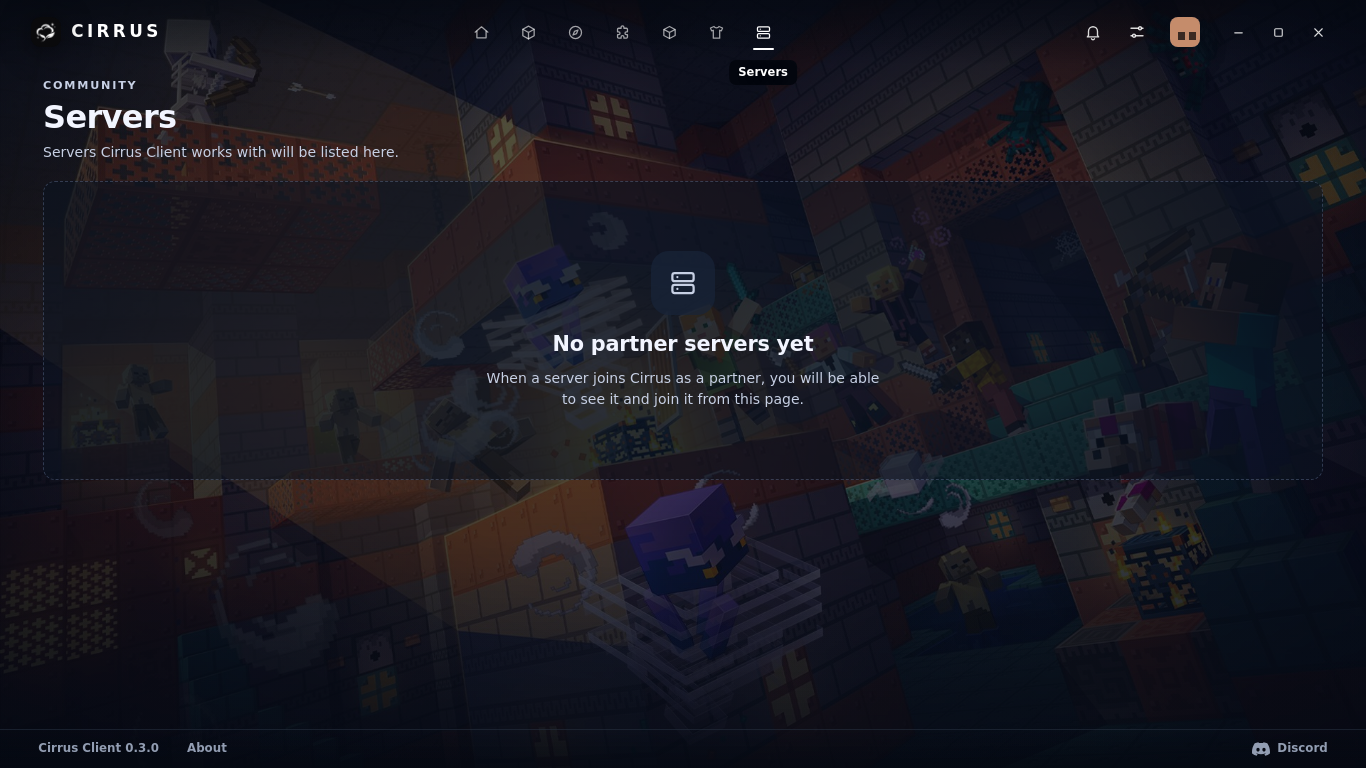 CIRRUS
Servers
COMMUNITY
Servers
Servers Cirrus Client works with will be listed here.
No partner servers yet
When a server joins Cirrus as a partner, you will be able
to see it and join it from this page.
Cirrus Client 0.3.0
About
Discord